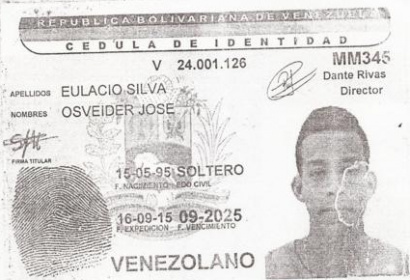 REPUBLICA BOLIVARIANA DE VENEZUELA
CEDULA DE IDENTIDAD
V 24.001.126
MM345
Dante Rivas
Director
APELLIDOS EULACIO SILVA
NOMBRES OSVEIDER JOSE
FIRMA TITULAR
15-05-95 SOLTERO
F. NACIMIENTO EDO CIVIL
16-09-15 09-2025
F. EXPEDICION F. VENCIMIENTO
VENEZOLANO